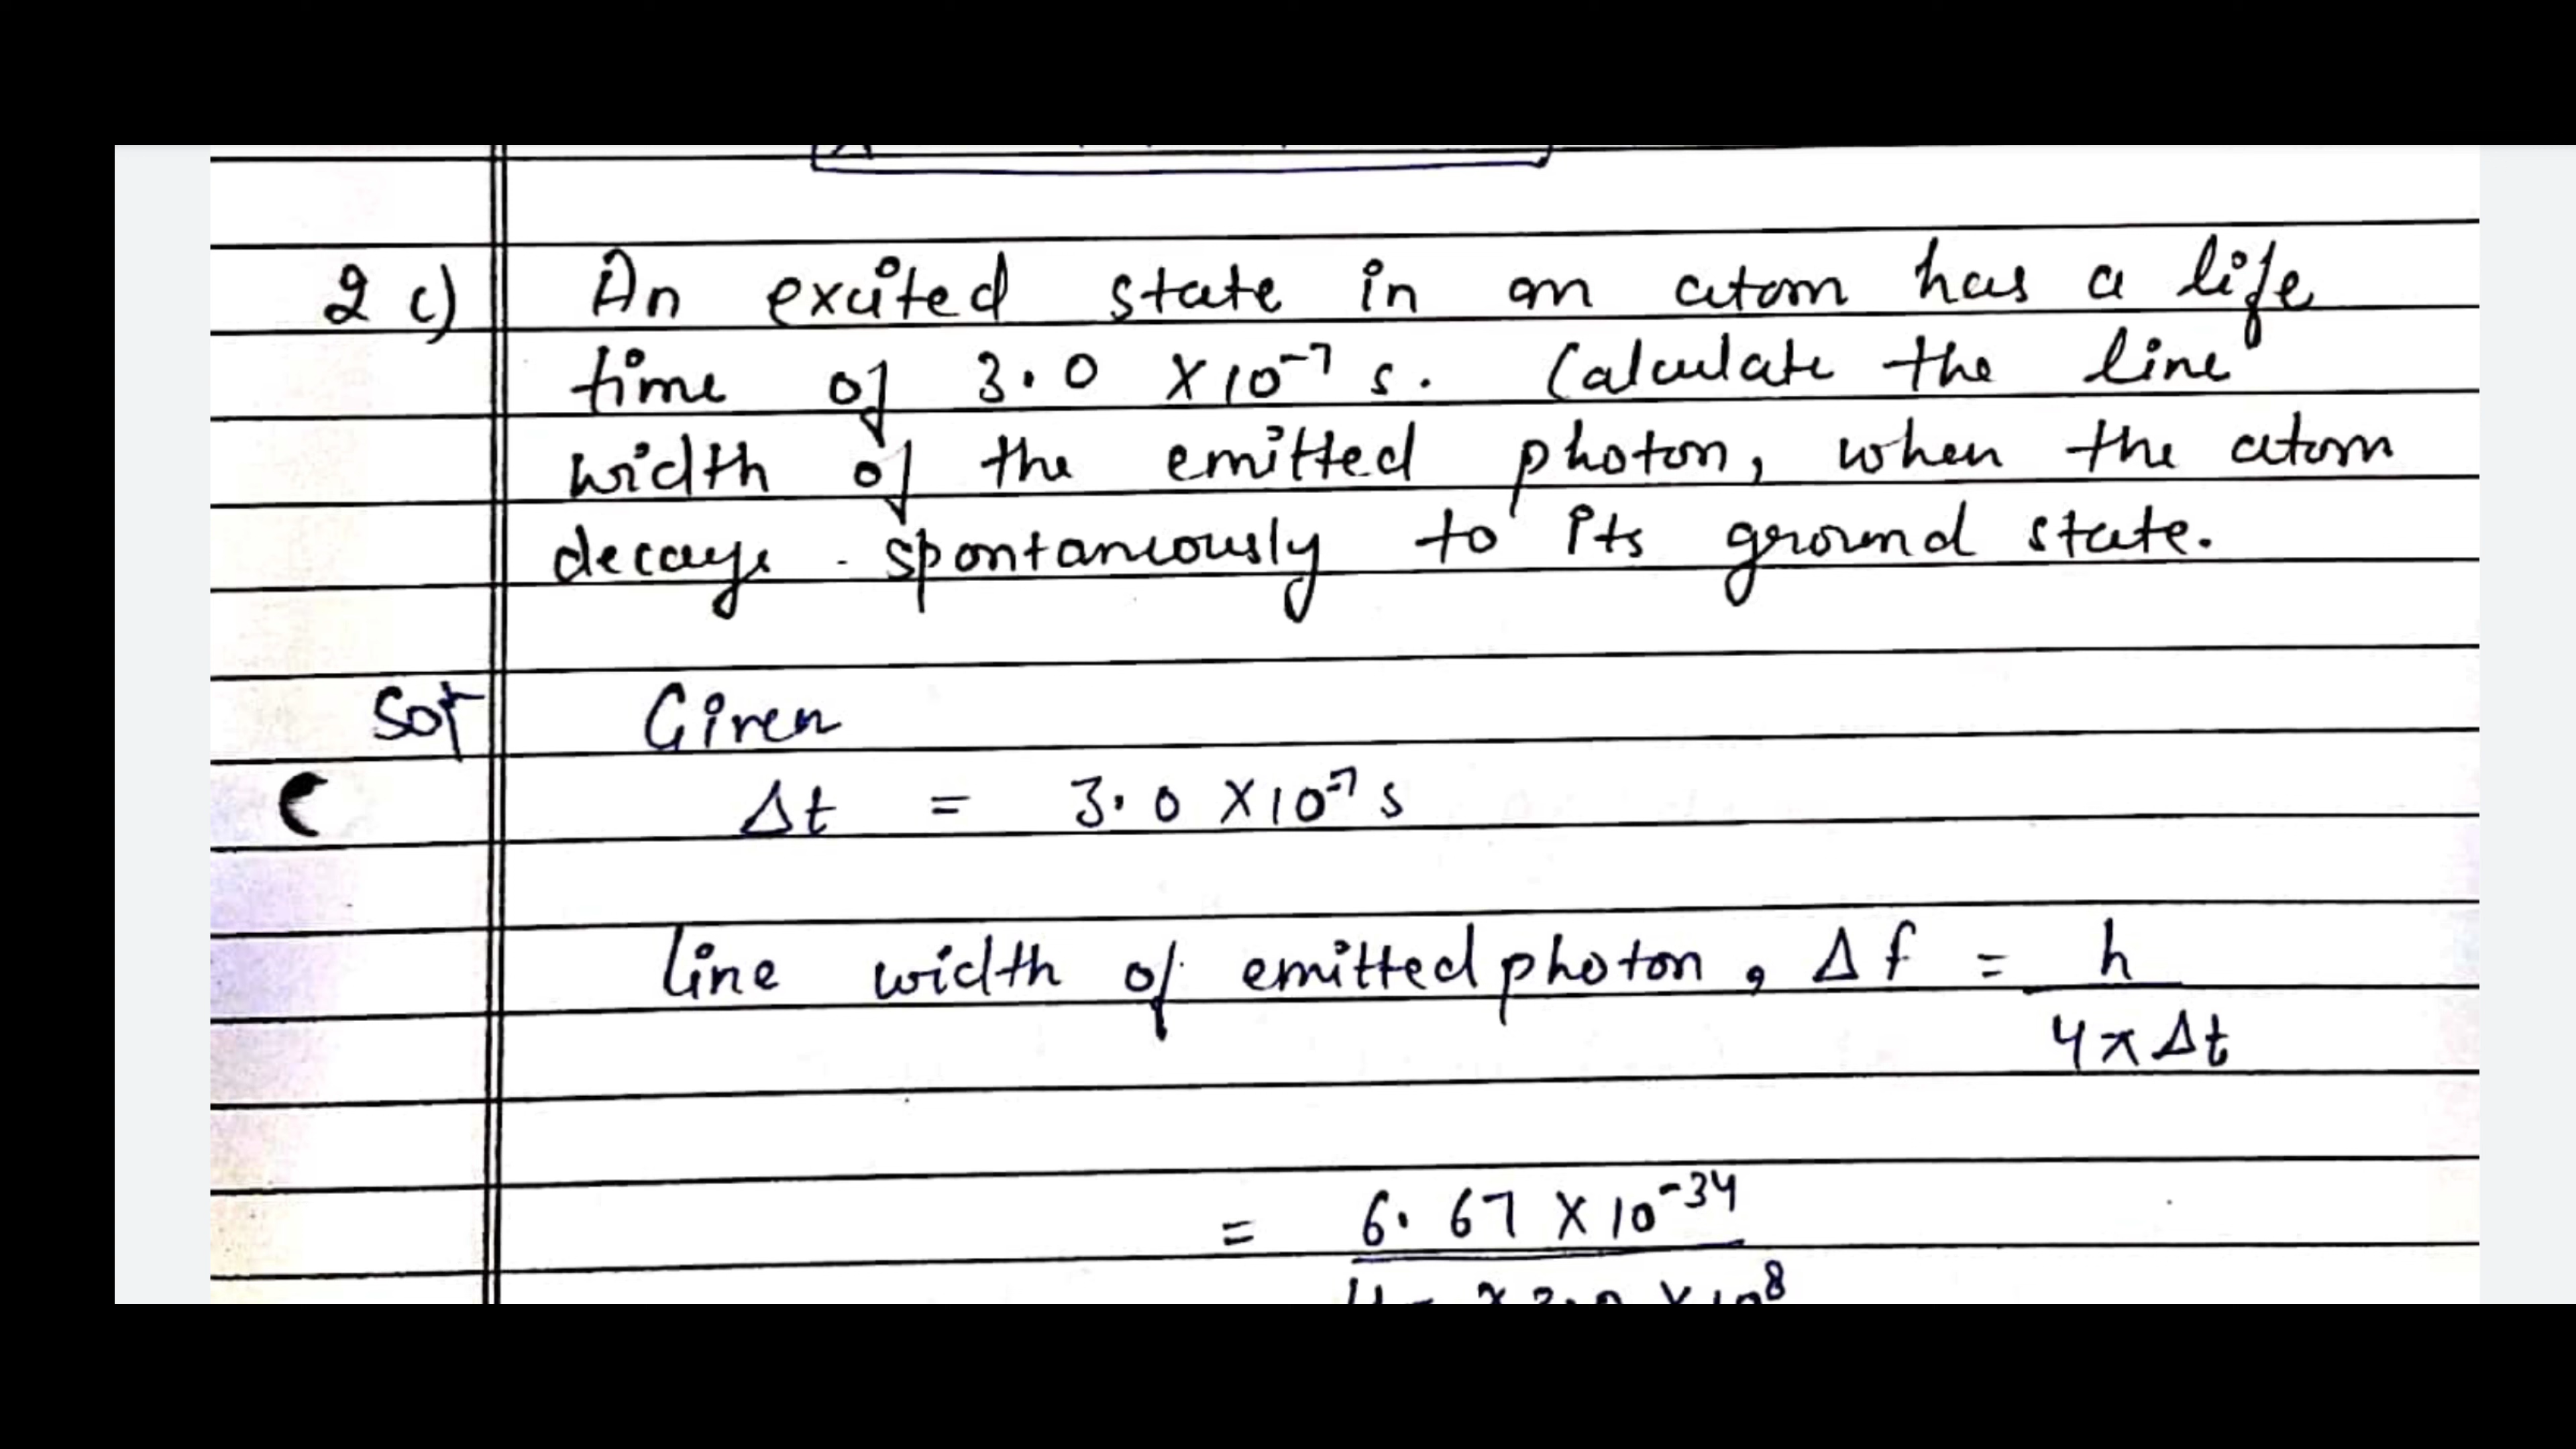 2 c) An excited state in an atom has a life
time of 3.0 x 10⁻⁷ s. Calculate the line
width of the emitted photon, when the atom
decays spontaneously to its ground state.
Given
Δt = 3.0 X 10⁻⁷ s
line width of emitted photon, Δf = h
4πΔt
= 6.67 X 10⁻³⁴